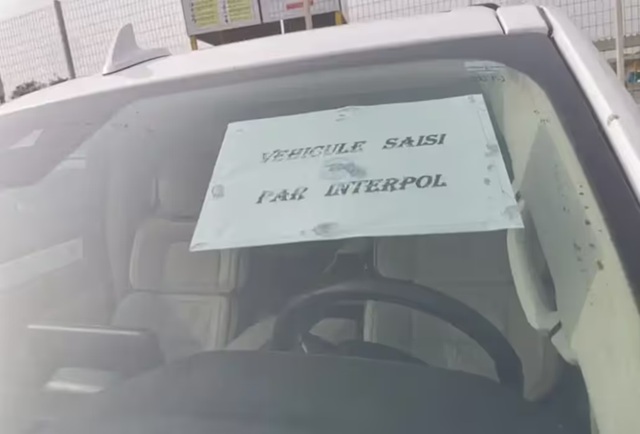 VEHICULE SAISI
PAR INTERPOL